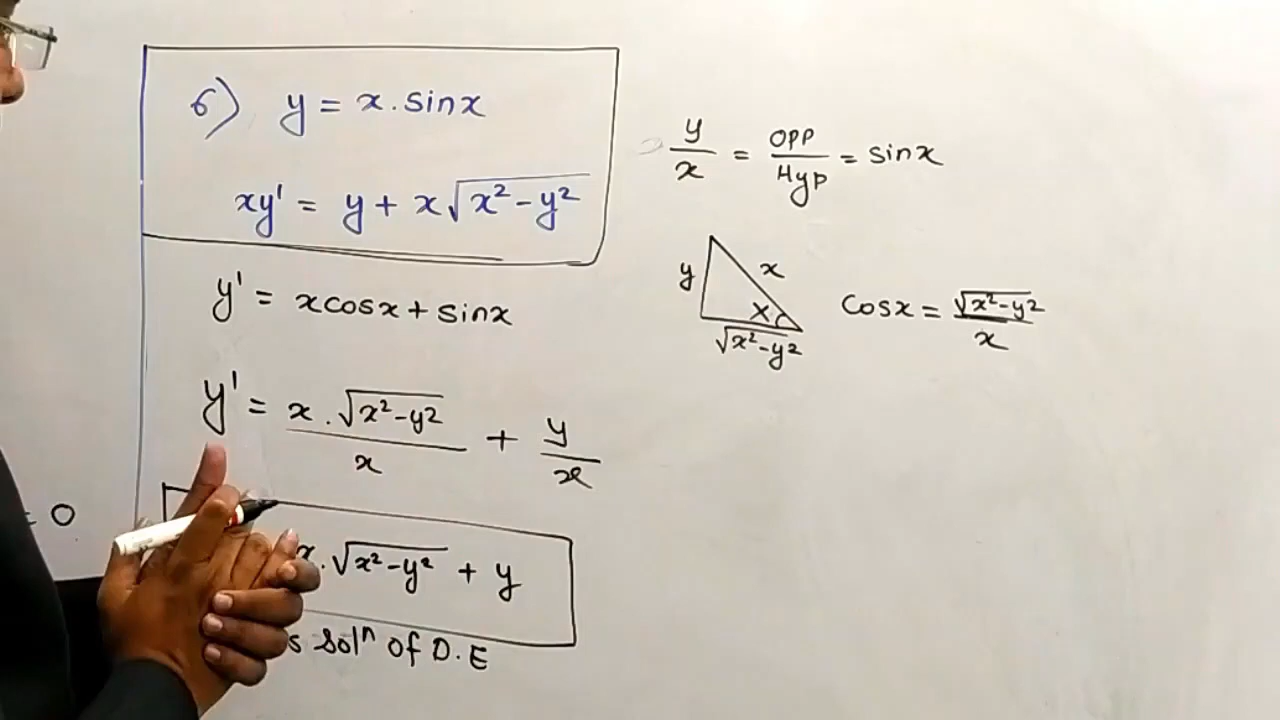 6) y = x . sinx
xy' = y + x√x² - y²
y' = xcosx + sinx
y' = x . √x² - y² / x + y / x
x . √x² - y² + y
s Solⁿ of D.E
= 0
y / x = OPP / Hyp = sinx
y x
x
√x² - y²
Cosx = √x² - y² / x